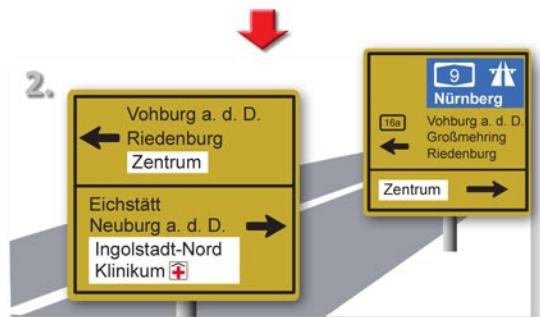 2.
Vohburg a. d. D.
Riedenburg
Zentrum
Eichstätt
Neuburg a. d. D.
Ingolstadt-Nord
Klinikum
9
Nürnberg
16a
Vohburg a. d. D.
Großmehring
Riedenburg
Zentrum